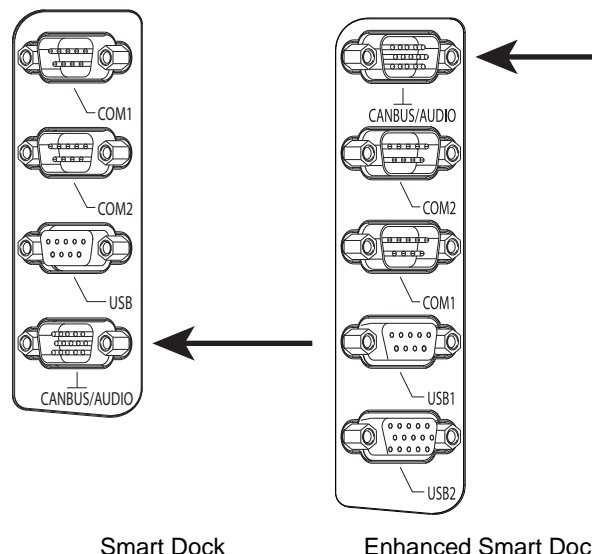 COM1
COM2
USB
CANBUS/AUDIO
CANBUS/AUDIO
COM2
COM1
USB1
USB2
Smart Dock
Enhanced Smart Doc